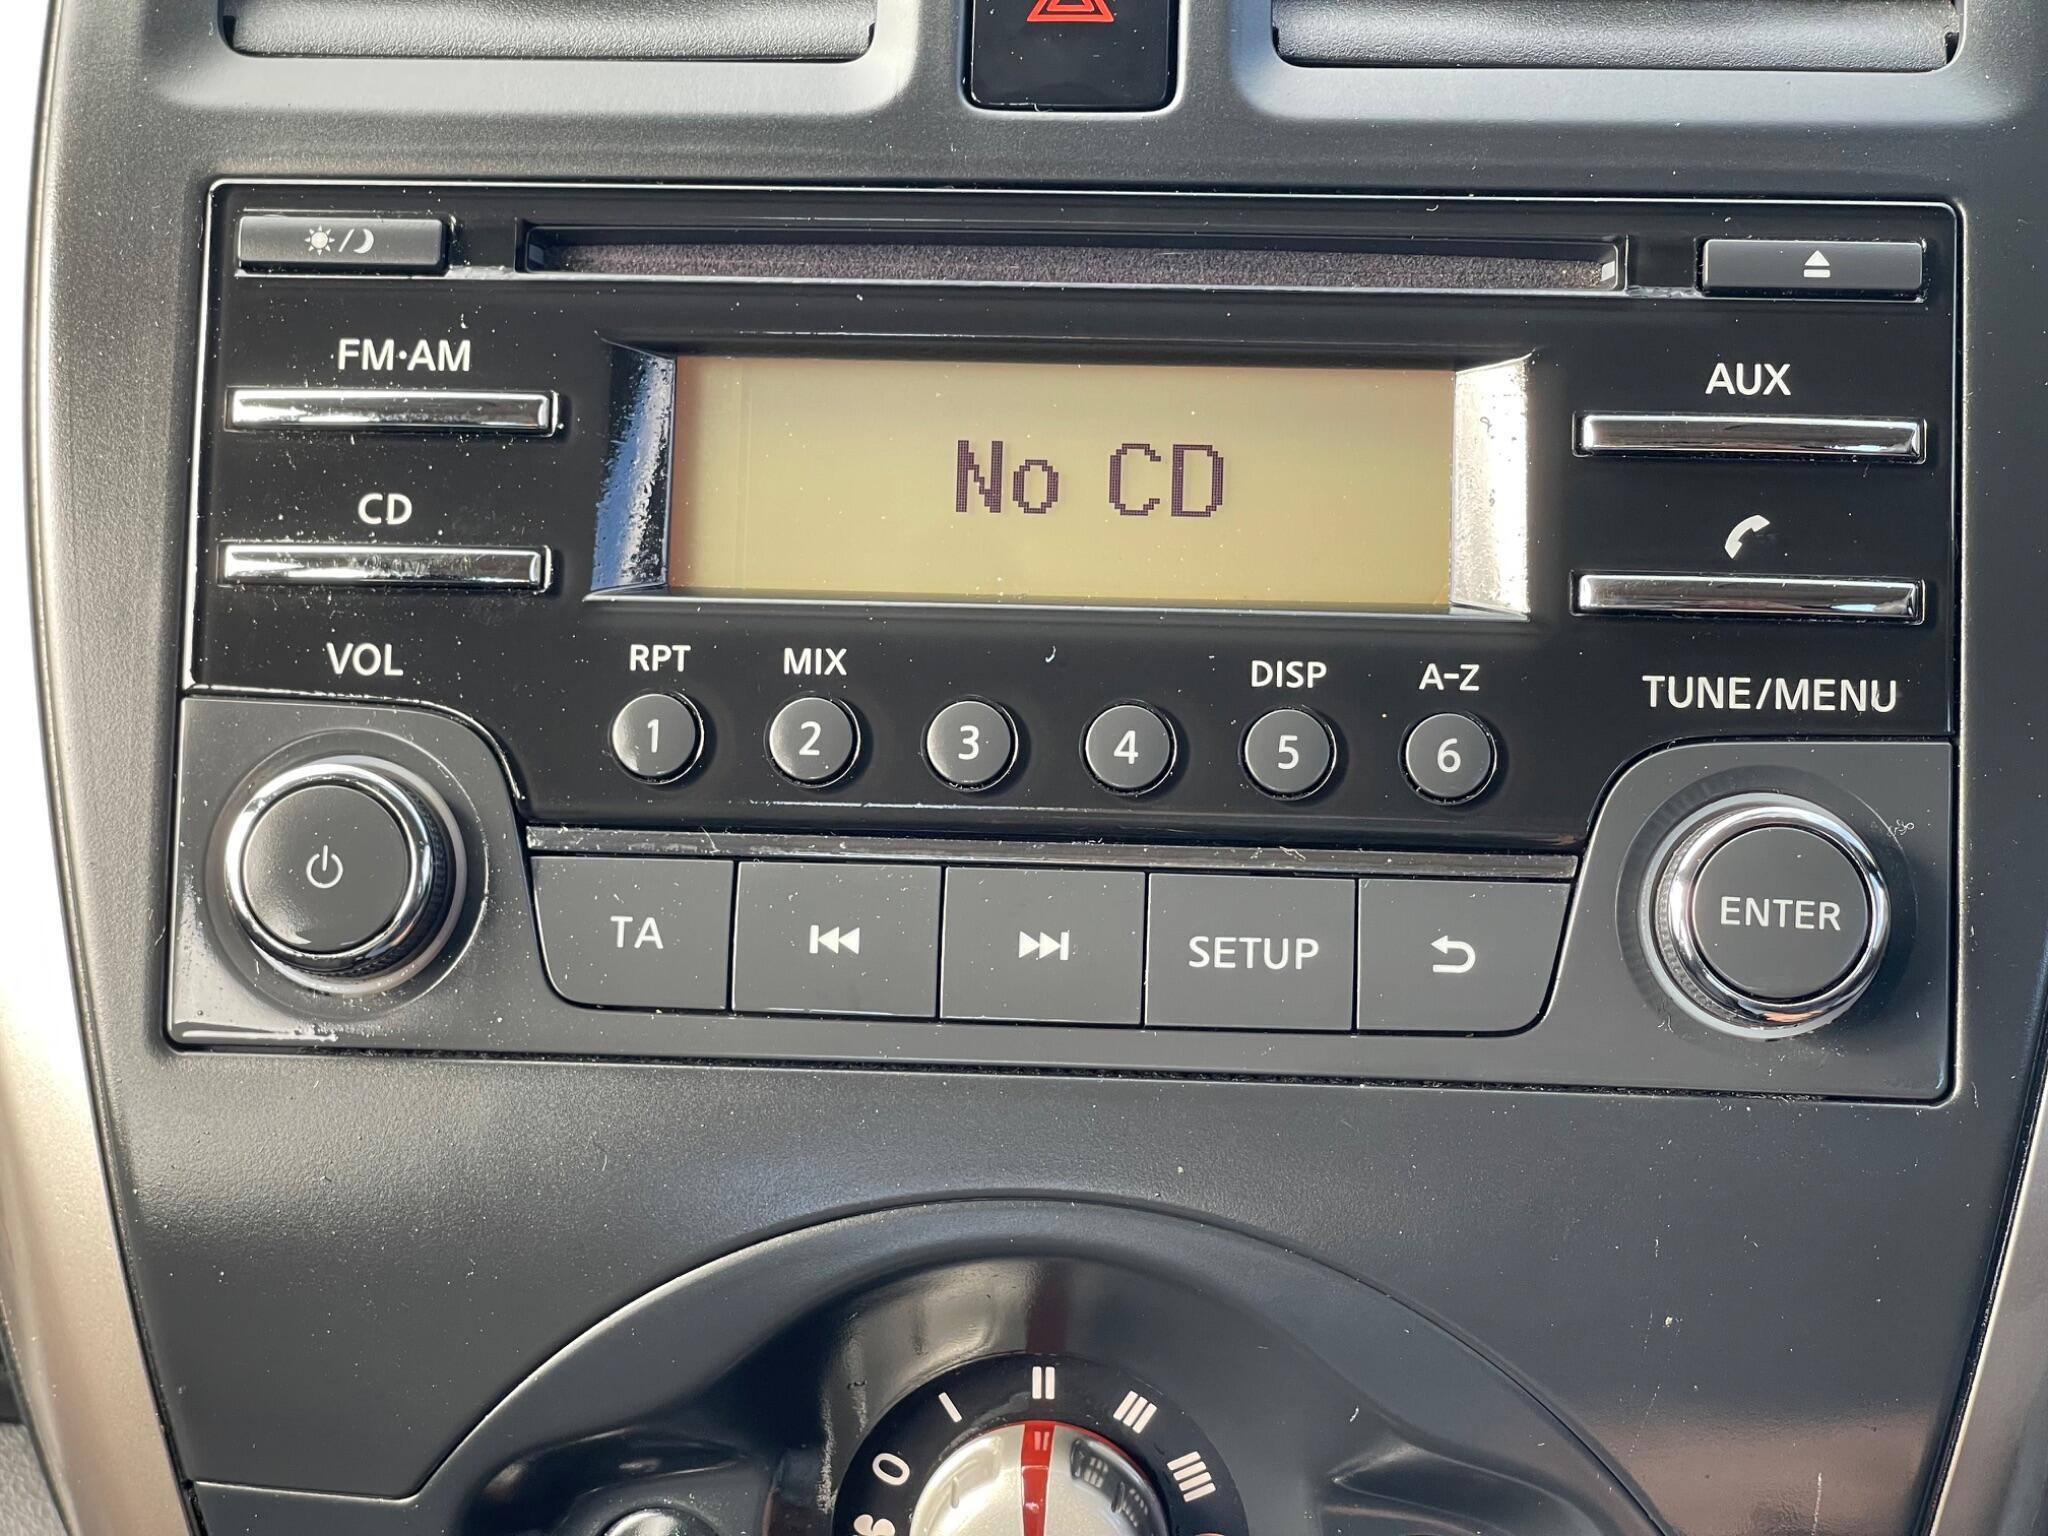 FM·AM
AUX
No CD
CD
VOL
RPT
MIX
DISP
A-Z
TUNE/MENU
1
2
3
4
5
6
TA
SETUP
ENTER
0